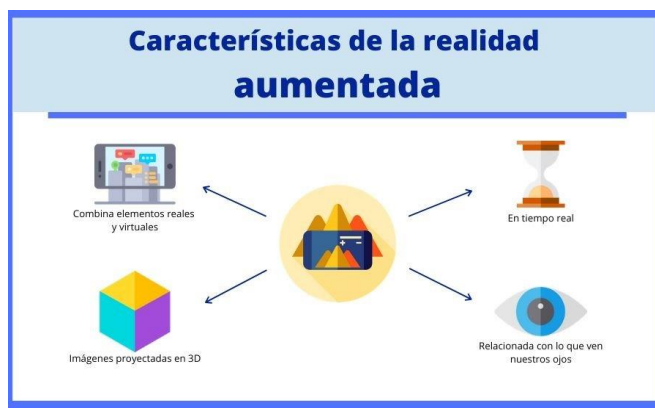 Características de la realidad
aumentada
Combina elementos reales
y virtuales
En tiempo real
Imágenes proyectadas en 3D
Relacionada con lo que ven
nuestros ojos